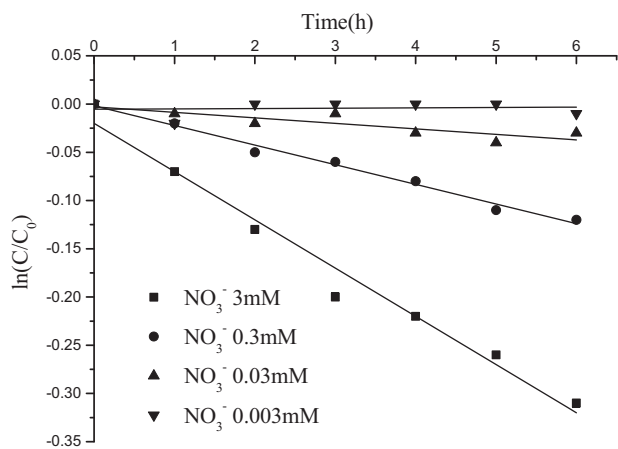 Time(h)
0 1 2 3 4 5 6
0.05
0.00
-0.05
-0.10
-0.15
-0.20
-0.25
-0.30
-0.35
ln(C/C₀)
NO₃⁻ 3mM
NO₃⁻ 0.3mM
NO₃⁻ 0.03mM
NO₃⁻ 0.003mM